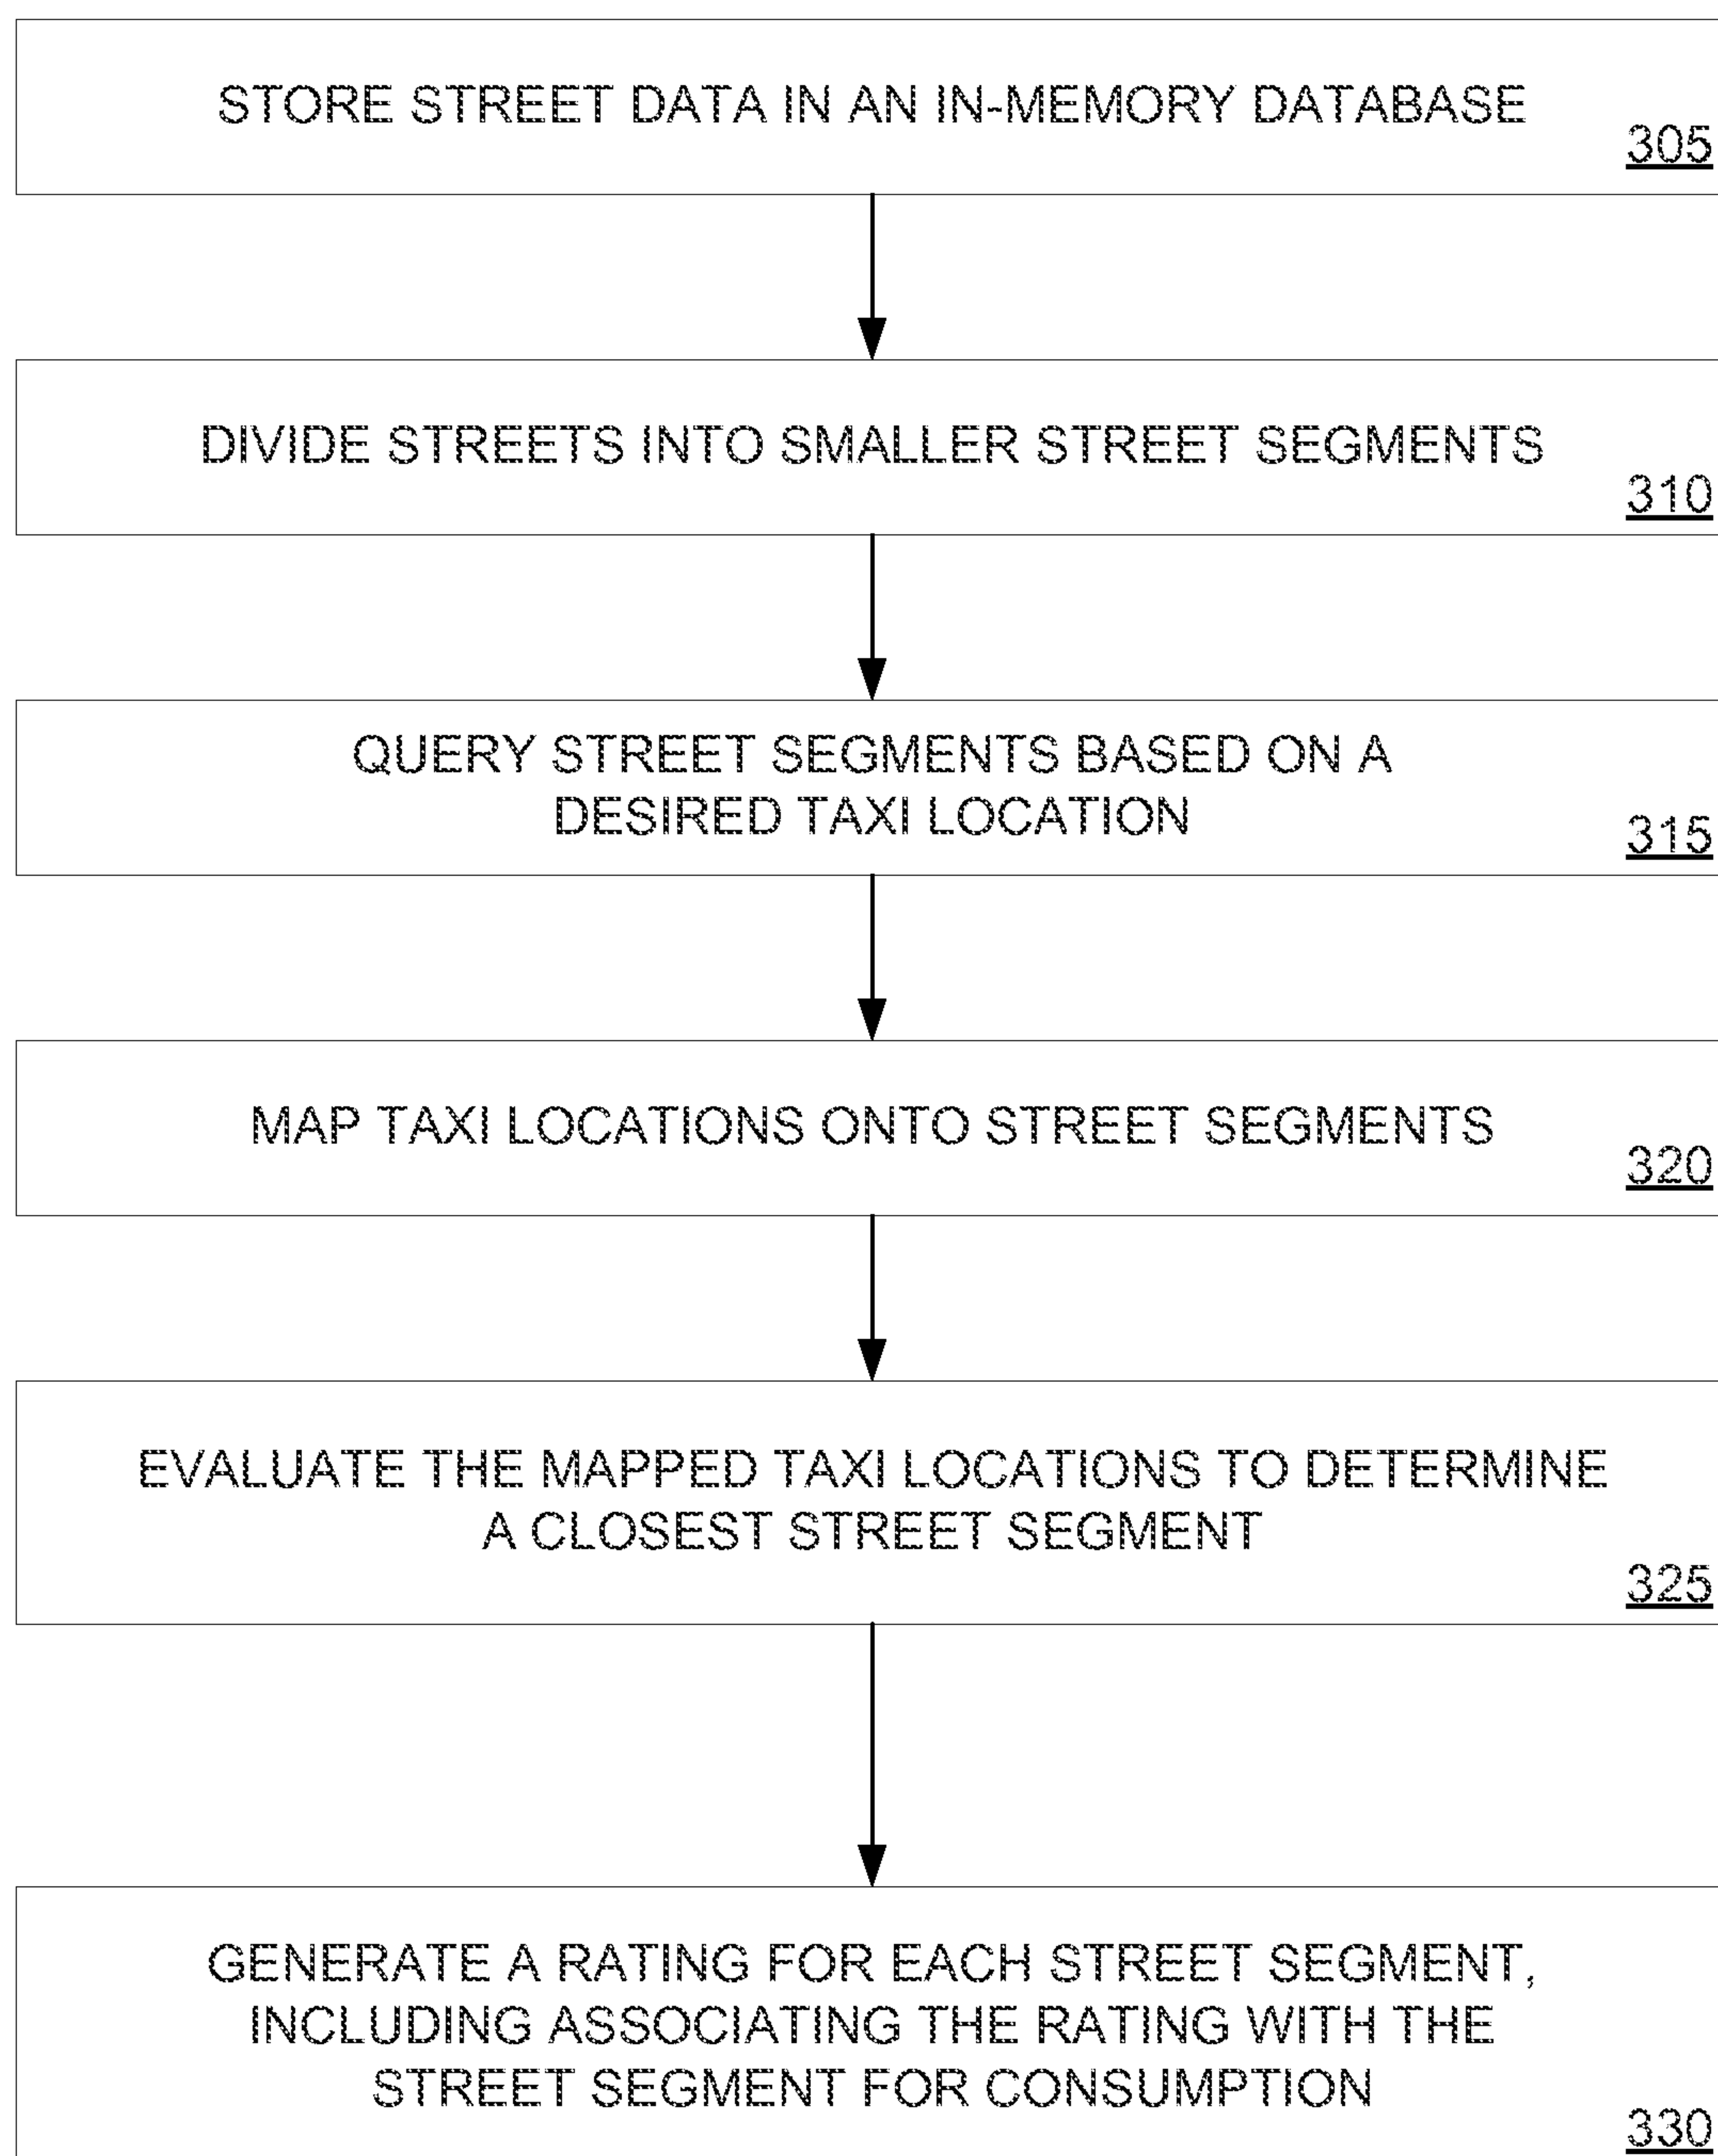 STORE STREET DATA IN AN IN-MEMORY DATABASE
305
DIVIDE STREETS INTO SMALLER STREET SEGMENTS
310
QUERY STREET SEGMENTS BASED ON A
DESIRED TAXI LOCATION
315
MAP TAXI LOCATIONS ONTO STREET SEGMENTS
320
EVALUATE THE MAPPED TAXI LOCATIONS TO DETERMINE
A CLOSEST STREET SEGMENT
325
GENERATE A RATING FOR EACH STREET SEGMENT,
INCLUDING ASSOCIATING THE RATING WITH THE
STREET SEGMENT FOR CONSUMPTION
330